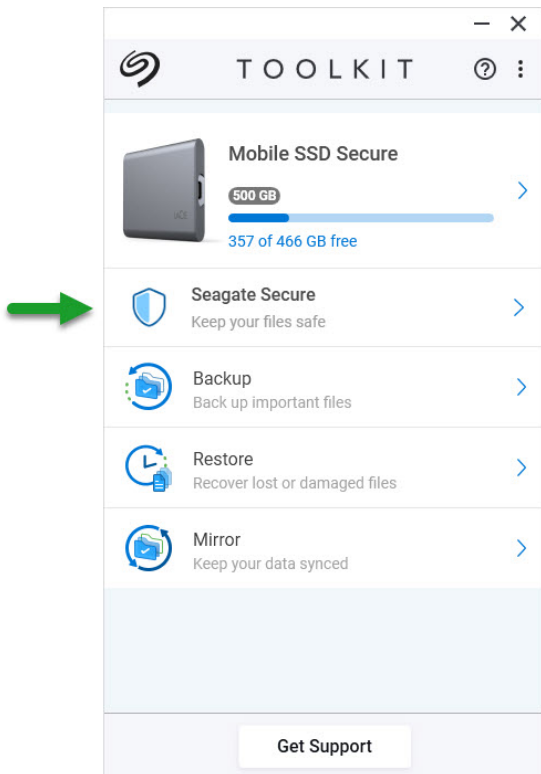 TOOLKIT
Mobile SSD Secure
500 GB
357 of 466 GB free
Seagate Secure
Keep your files safe
Backup
Back up important files
Restore
Recover lost or damaged files
Mirror
Keep your data synced
Get Support